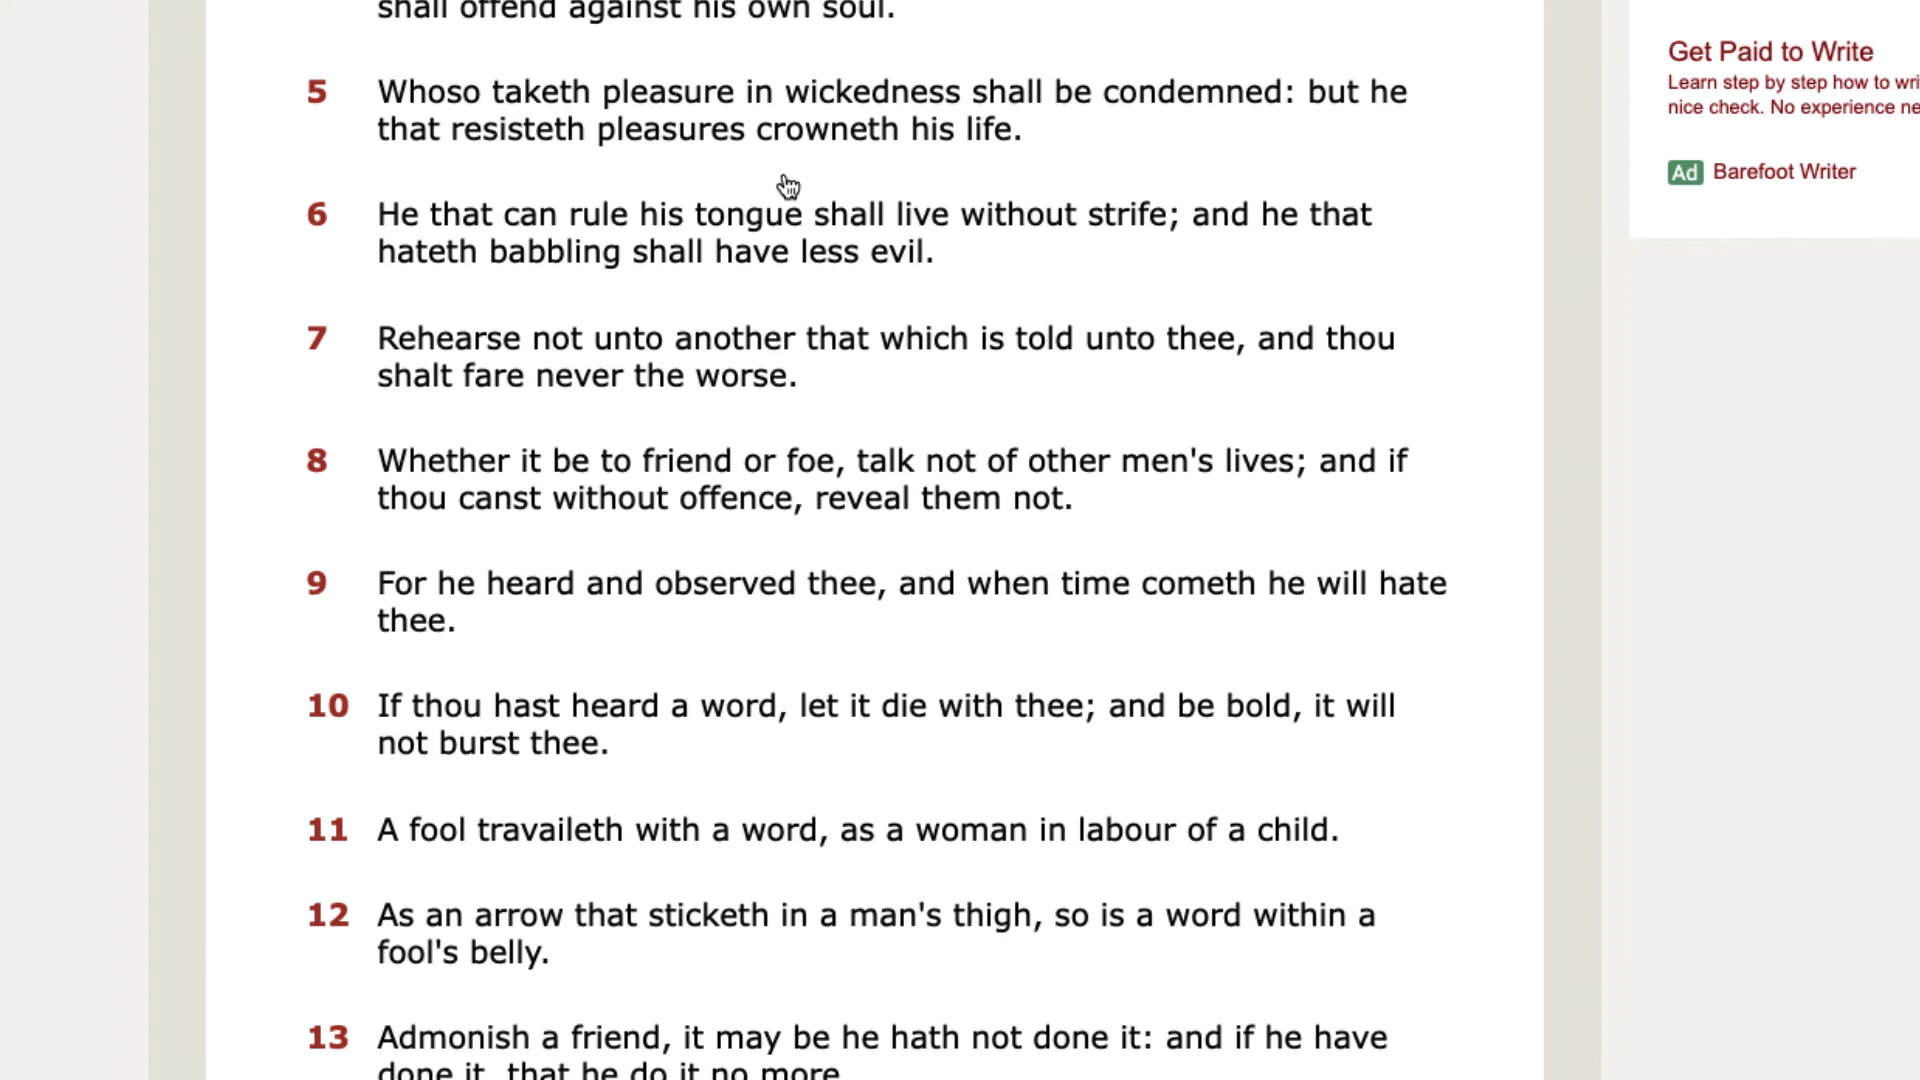 shall offend against his own soul.
5 Whoso taketh pleasure in wickedness shall be condemned: but he
that resisteth pleasures crowneth his life.
6 He that can rule his tongue shall live without strife; and he that
hateth babbling shall have less evil.
7 Rehearse not unto another that which is told unto thee, and thou
shalt fare never the worse.
8 Whether it be to friend or foe, talk not of other men's lives; and if
thou canst without offence, reveal them not.
9 For he heard and observed thee, and when time cometh he will hate
thee.
10 If thou hast heard a word, let it die with thee; and be bold, it will
not burst thee.
11 A fool travaileth with a word, as a woman in labour of a child.
12 As an arrow that sticketh in a man's thigh, so is a word within a
fool's belly.
13 Admonish a friend, it may be he hath not done it: and if he have
done it, that he do it no more
Get Paid to Write
Learn step by step how to wri
nice check. No experience ne
Ad Barefoot Writer